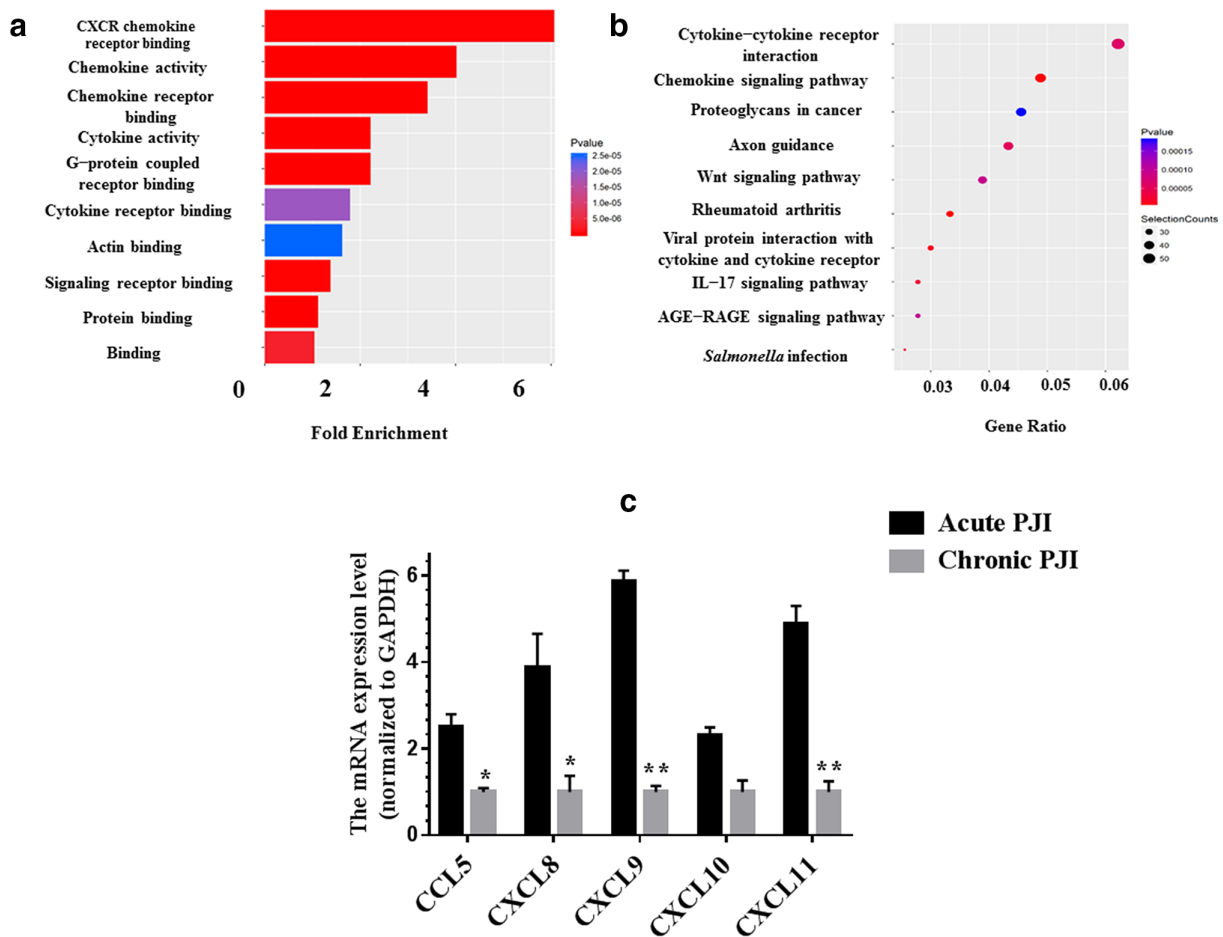 a
CXCR chemokine
receptor binding
Chemokine activity
Chemokine receptor
binding
Cytokine activity
G−protein coupled
receptor binding
Cytokine receptor binding
Actin binding
Signaling receptor binding
Protein binding
Binding
0 2 4 6
Fold Enrichment
Pvalue
2.5e-05
2.0e-05
1.5e-05
1.0e-05
5.0e-06
b
Cytokine−cytokine receptor
interaction
Chemokine signaling pathway
Proteoglycans in cancer
Axon guidance
Wnt signaling pathway
Rheumatoid arthritis
Viral protein interaction with
cytokine and cytokine receptor
IL−17 signaling pathway
AGE−RAGE signaling pathway
Salmonella infection
0.03 0.04 0.05 0.06
Gene Ratio
Pvalue
0.00015
0.00010
0.00005
SelectionCounts
30
40
50
c
Acute PJI
Chronic PJI
The mRNA expression level
(normalized to GAPDH)
6
4
2
0
* * ** **
CCL5 CXCL8 CXCL9 CXCL10 CXCL11